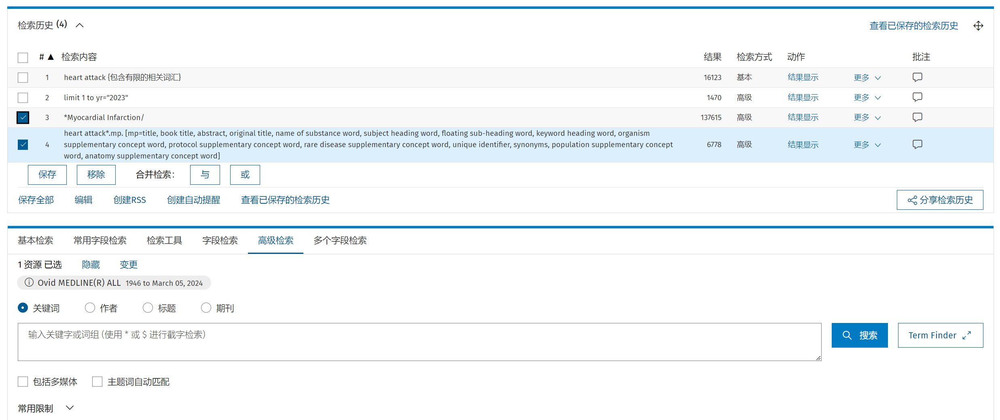 检索历史 (4)
查看已保存的检索历史
# ▲ 检索内容 结果 检索方式 动作 批注
1 heart attack {包含有限的相关词汇} 16123 基本 结果显示 更多
2 limit 1 to yr="2023" 1470 高级 结果显示 更多
3 *Myocardial Infarction/ 137615 高级 结果显示 更多
heart attack*.mp. [mp=title, book title, abstract, original title, name of substance word, subject heading word, floating sub-heading word, keyword heading word, organism
4 supplementary concept word, protocol supplementary concept word, rare disease supplementary concept word, unique identifier, synonyms, population supplementary concept 6778 高级 结果显示 更多
word, anatomy supplementary concept word]
保存 移除 合并检索: 与 或
保存全部 编辑 创建RSS 创建自动提醒 查看已保存的检索历史 分享检索历史
基本检索 常用字段检索 检索工具 字段检索 高级检索 多个字段检索
1 资源 已选 隐藏 变更
Ovid MEDLINE(R) ALL 1946 to March 05, 2024
关键词 作者 标题 期刊
输入关键字或词组 (使用 * 或 $ 进行截字检索) 搜索 Term Finder
包括多媒体 主题词自动匹配
常用限制